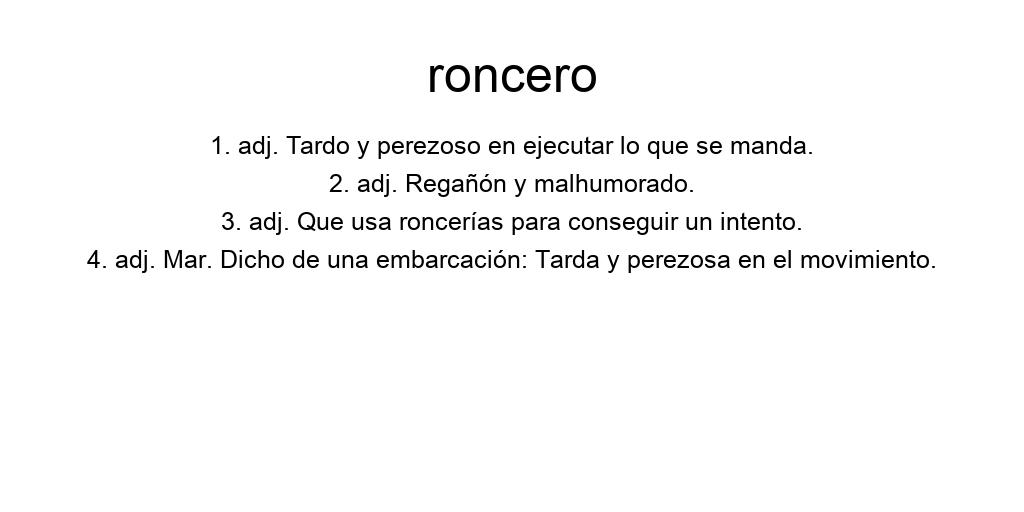 roncero
1. adj. Tardo y perezoso en ejecutar lo que se manda.
2. adj. Regañón y malhumorado.
3. adj. Que usa roncerías para conseguir un intento.
4. adj. Mar. Dicho de una embarcación: Tarda y perezosa en el movimiento.